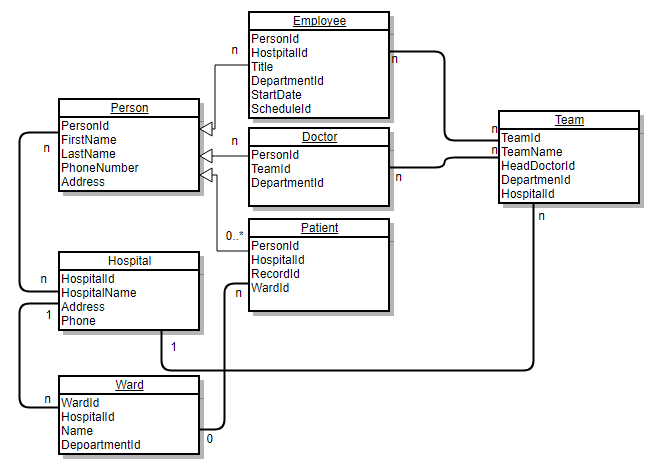 Employee
PersonId
HostpitalId
Title
DepartmentId
StartDate
ScheduleId
n
n
Person
PersonId
FirstName
LastName
PhoneNumber
Address
n
Doctor
PersonId
TeamId
DepartmentId
n
n
Team
TeamId
TeamName
HeadDoctorId
DepartmenId
HospitalId
n
n
n
Patient
PersonId
HospitalId
RecordId
WardId
0..*
n
Hospital
HospitalId
HospitalName
Address
Phone
n
1
1
Ward
WardId
HospitalId
Name
DepoartmentId
n
0